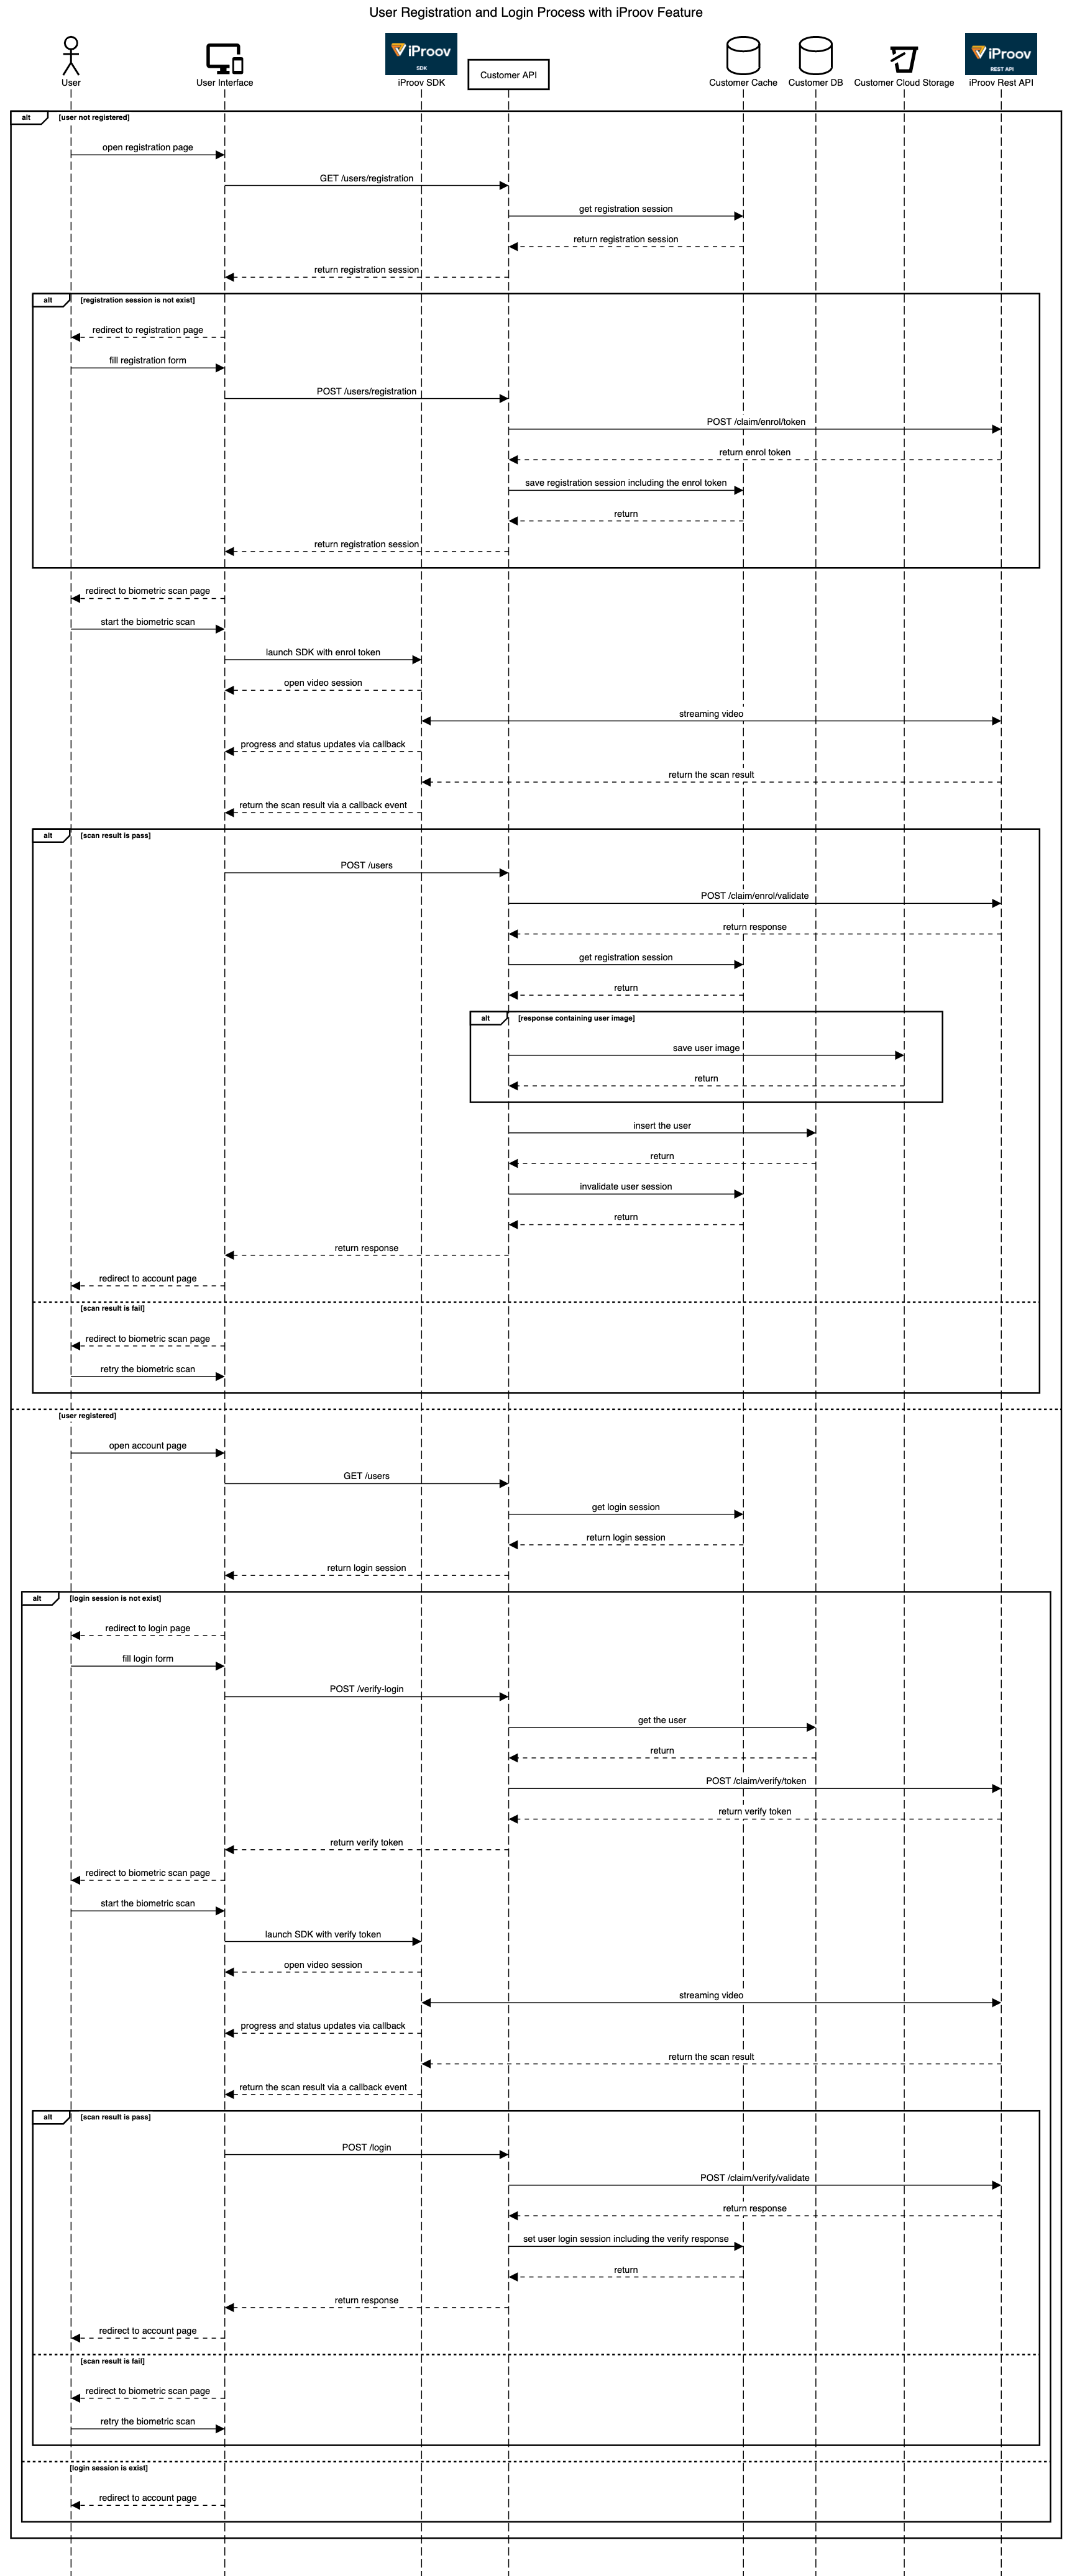 User Registration and Login Process with iProov Feature
iProov
SDK
iProov
REST API
User
User Interface
iProov SDK
Customer API
Customer Cache
Customer DB
Customer Cloud Storage
iProov Rest API
alt
[user not registered]
open registration page
GET /users/registration
get registration session
return registration session
return registration session
alt
[registration session is not exist]
redirect to registration page
fill registration form
POST /users/registration
POST /claim/enrol/token
return enrol token
save registration session including the enrol token
return
return registration session
redirect to biometric scan page
start the biometric scan
launch SDK with enrol token
open video session
streaming video
progress and status updates via callback
return the scan result
return the scan result via a callback event
alt
[scan result is pass]
POST /users
POST /claim/enrol/validate
return response
get registration session
return
alt
[response containing user image]
save user image
return
insert the user
return
invalidate user session
return
return response
redirect to account page
[scan result is fail]
redirect to biometric scan page
retry the biometric scan
[user registered]
open account page
GET /users
get login session
return login session
return login session
alt
[login session is not exist]
redirect to login page
fill login form
POST /verify-login
get the user
return
POST /claim/verify/token
return verify token
return verify token
redirect to biometric scan page
start the biometric scan
launch SDK with verify token
open video session
streaming video
progress and status updates via callback
return the scan result
return the scan result via a callback event
alt
[scan result is pass]
POST /login
POST /claim/verify/validate
return response
set user login session including the verify response
return
return response
redirect to account page
[scan result is fail]
redirect to biometric scan page
retry the biometric scan
[login session is exist]
redirect to account page